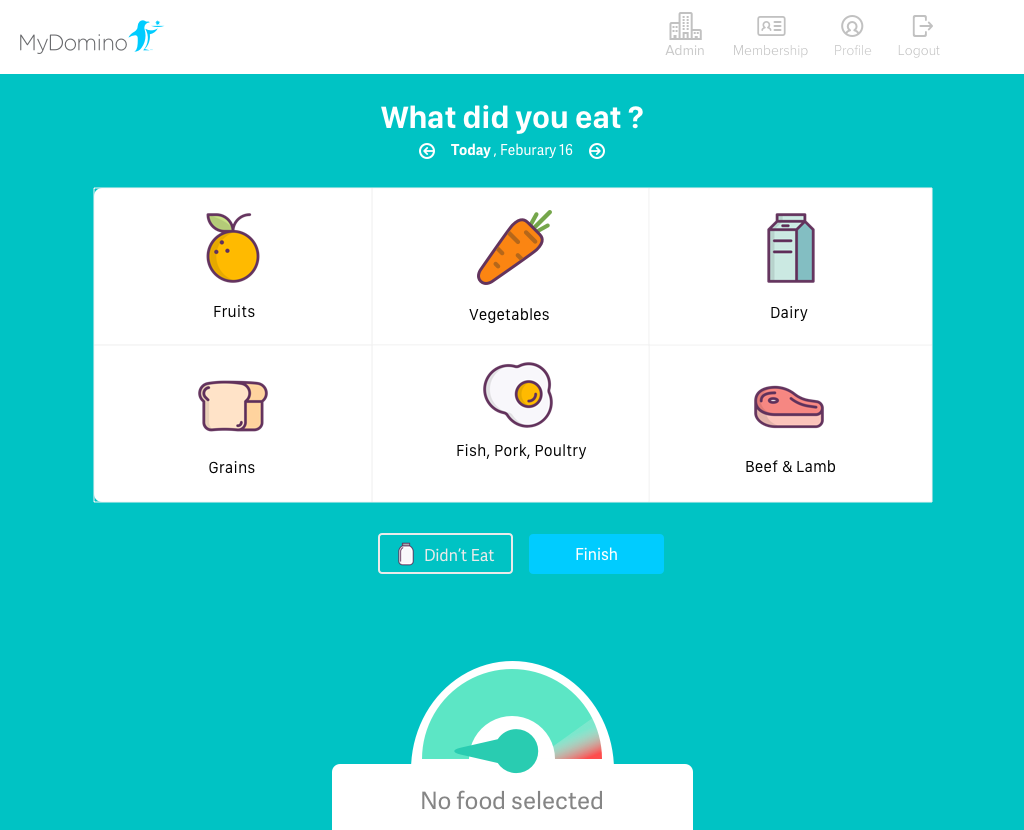 MyDomino
Admin
Membership
Profile
Logout
What did you eat ?
Today , Feburary 16
Fruits
Vegetables
Dairy
Grains
Fish, Pork, Poultry
Beef & Lamb
Didn't Eat
Finish
No food selected